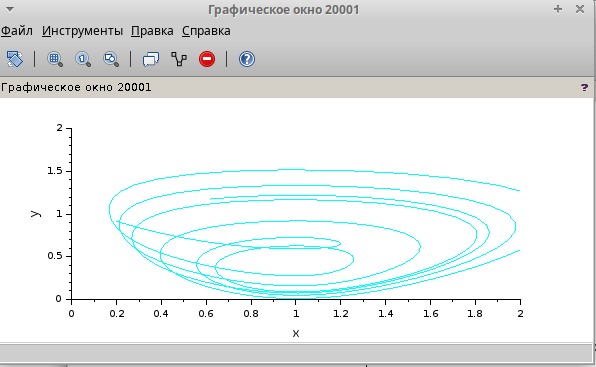 Графическое окно 20001
Файл Инструменты Правка Справка
Графическое окно 20001 ?
2
1.5
y
1
0.5
0
0 0.2 0.4 0.6 0.8 1 1.2 1.4 1.6 1.8 2
x